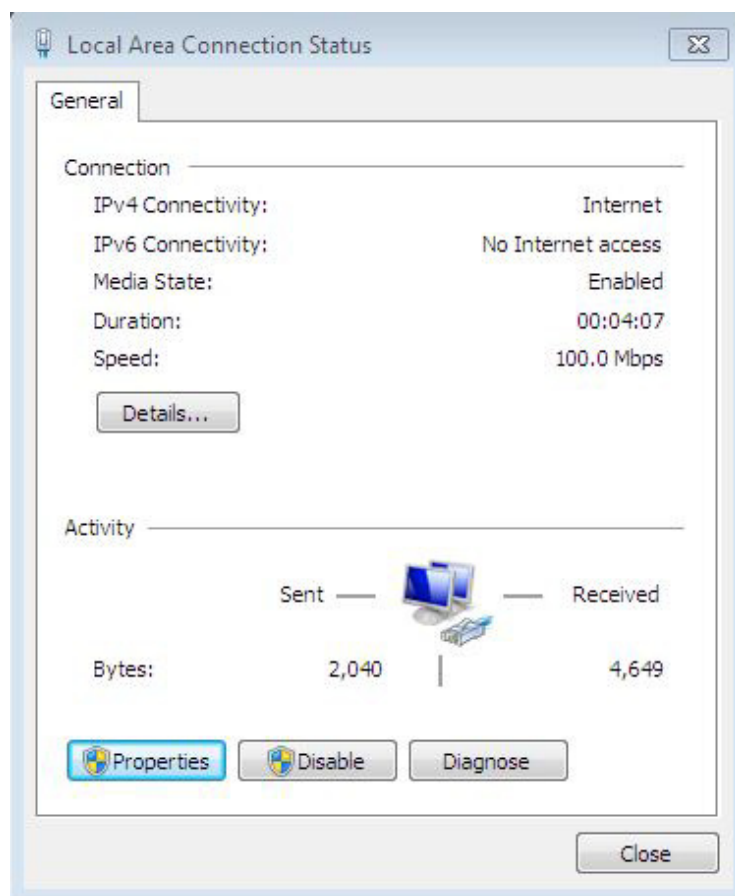 Local Area Connection Status
General
Connection
IPv4 Connectivity: Internet
IPv6 Connectivity: No Internet access
Media State: Enabled
Duration: 00:04:07
Speed: 100.0 Mbps
Details...
Activity
Sent Received
Bytes: 2,040 4,649
Properties Disable Diagnose
Close